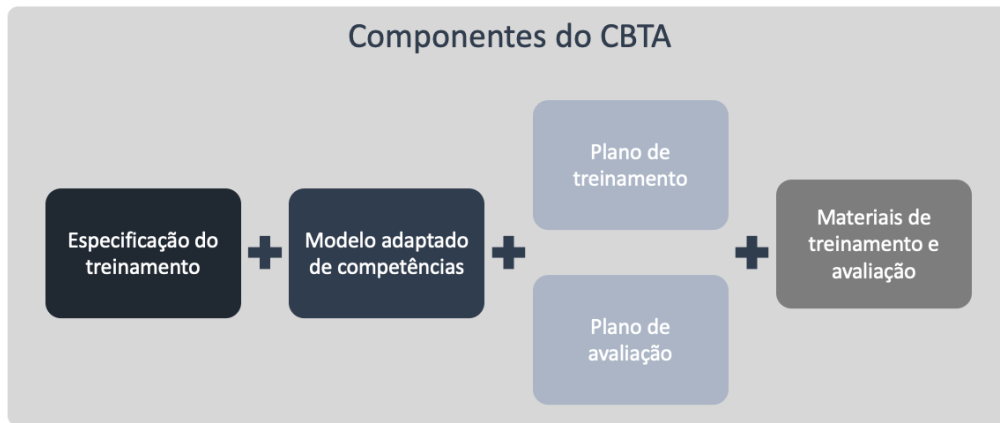 Componentes do CBTA
Especificação do
treinamento
Modelo adaptado
de competências
Plano de
treinamento
Plano de
avaliação
Materiais de
treinamento e
avaliação